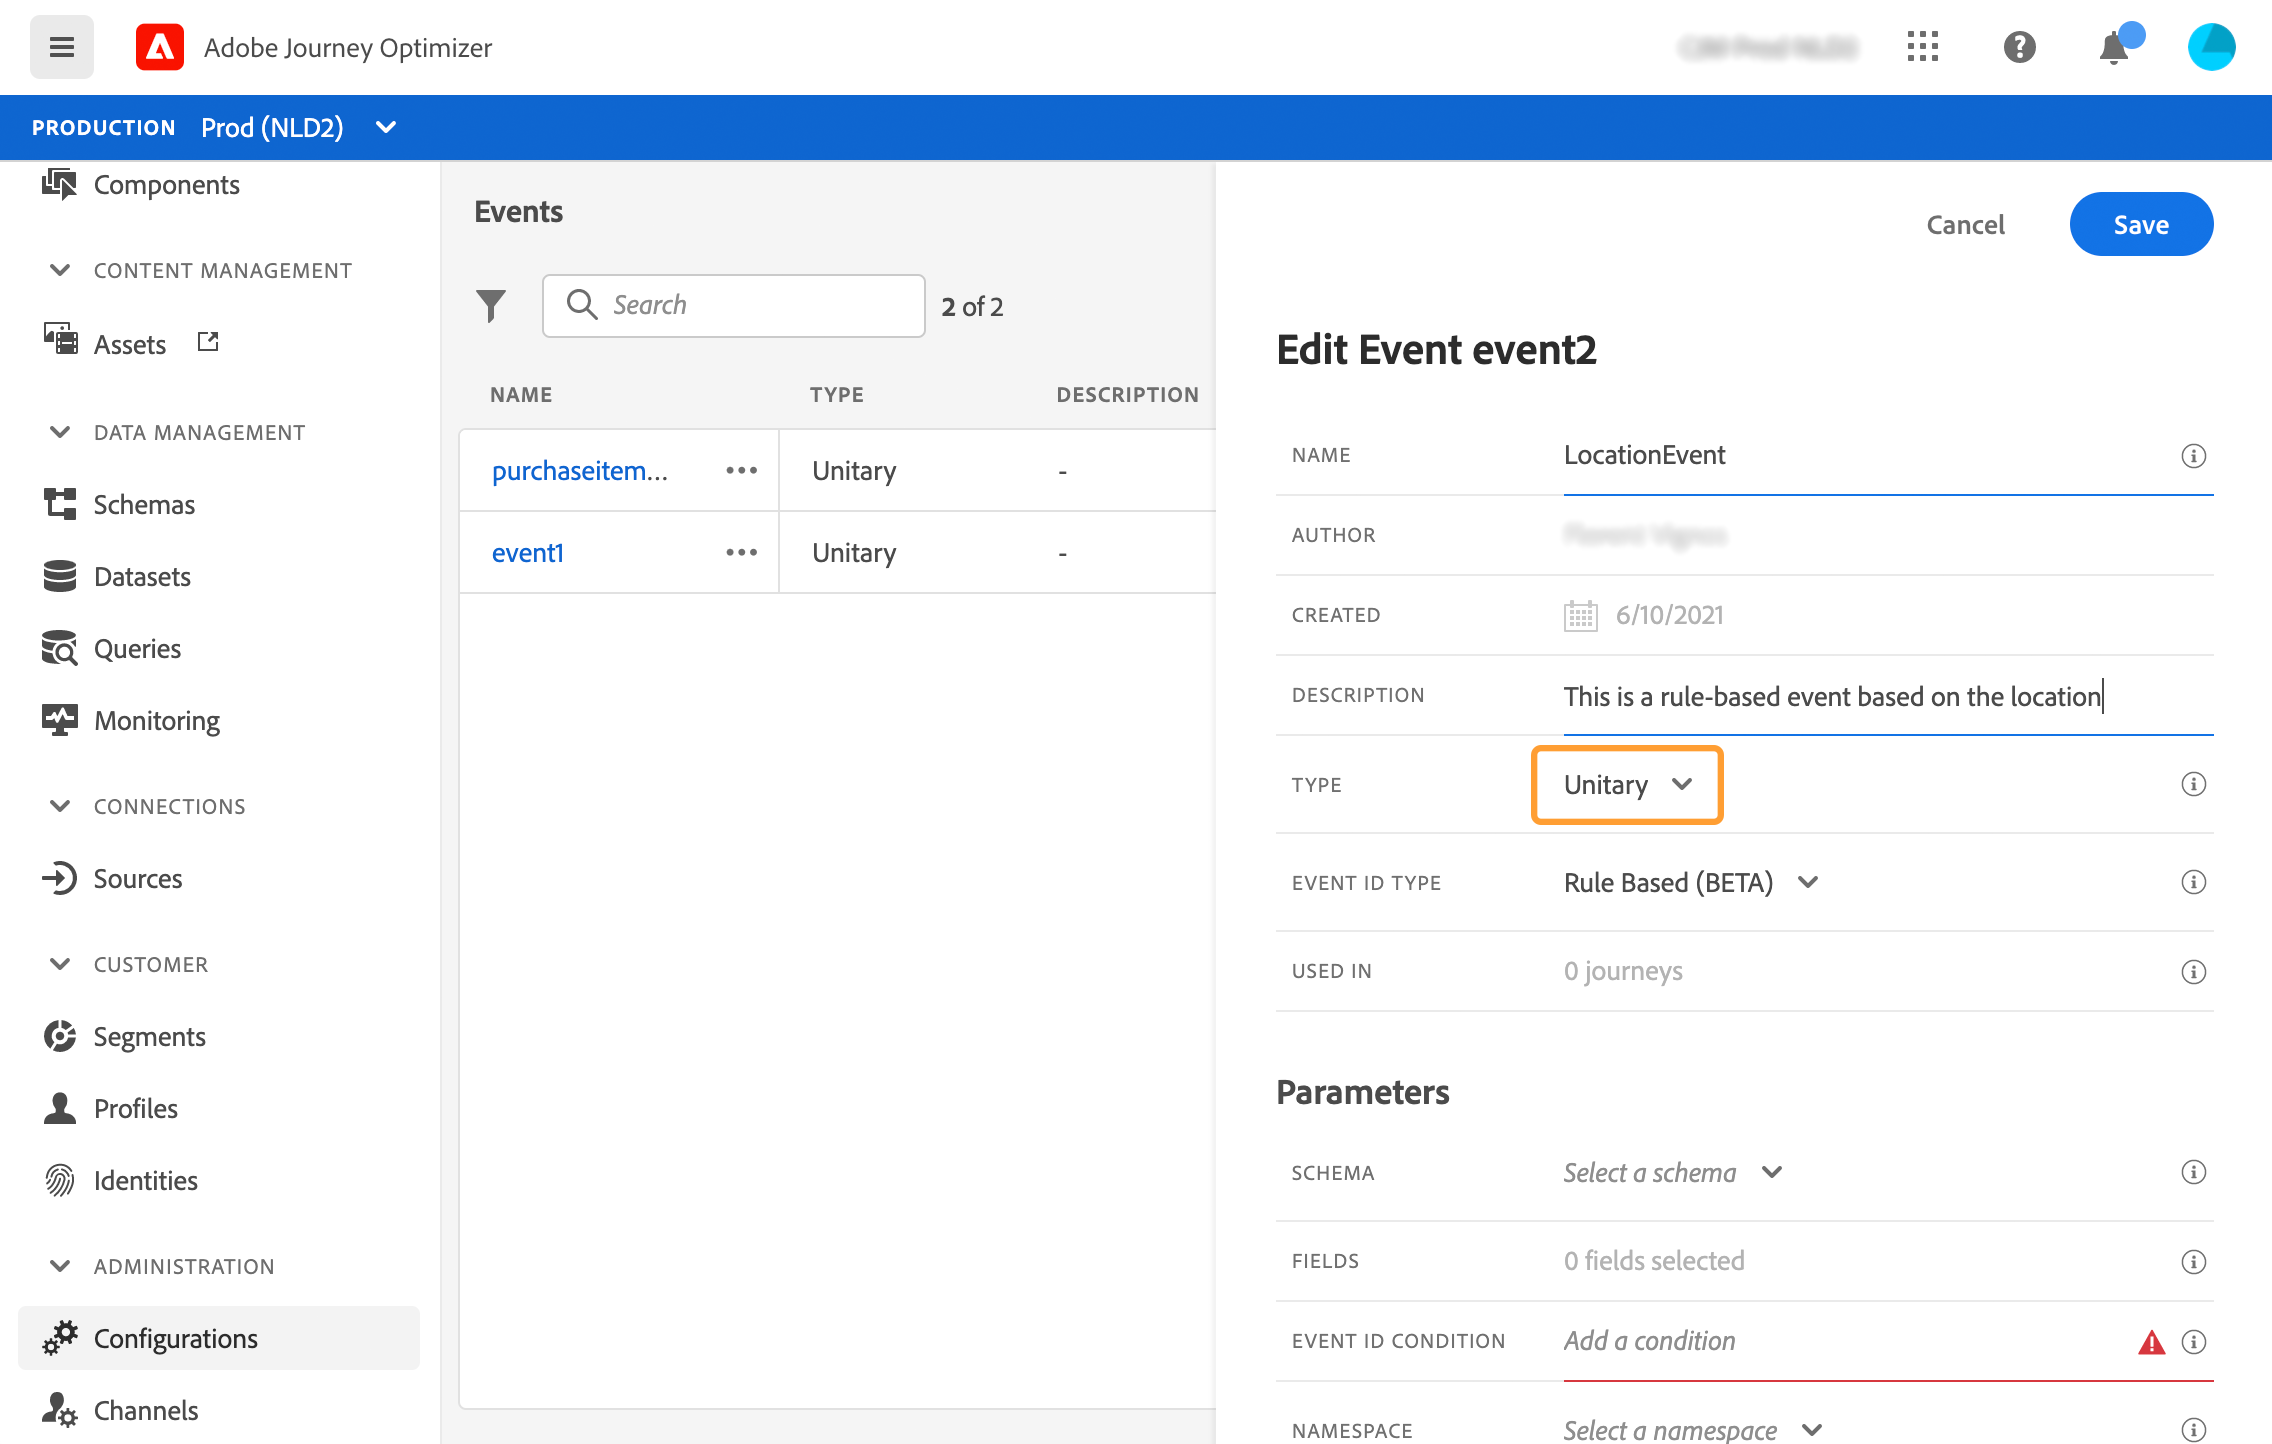 Adobe Journey Optimizer
PRODUCTION Prod (NLD2)
Components
CONTENT MANAGEMENT
Assets
DATA MANAGEMENT
Schemas
Datasets
Queries
Monitoring
CONNECTIONS
Sources
CUSTOMER
Segments
Profiles
Identities
ADMINISTRATION
Configurations
Channels
Events
Search
2 of 2
NAME TYPE DESCRIPTION
purchaseitem... Unitary -
event1 Unitary -
Cancel Save
Edit Event event2
NAME LocationEvent
AUTHOR
CREATED 6/10/2021
DESCRIPTION This is a rule-based event based on the location
TYPE Unitary
EVENT ID TYPE Rule Based (BETA)
USED IN 0 journeys
Parameters
SCHEMA Select a schema
FIELDS 0 fields selected
EVENT ID CONDITION Add a condition
NAMESPACE Select a namespace